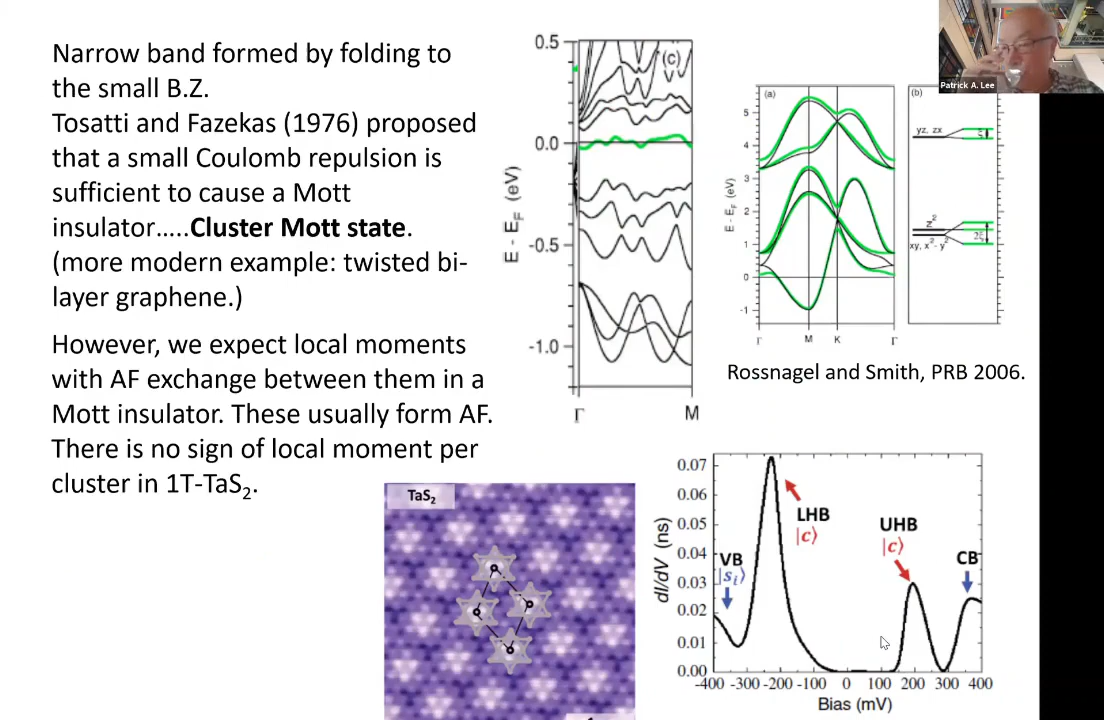 Narrow band formed by folding to
the small B.Z.
Tosatti and Fazekas (1976) proposed
that a small Coulomb repulsion is
sufficient to cause a Mott
insulator…..Cluster Mott state.
(more modern example: twisted bi-
layer graphene.)
However, we expect local moments
with AF exchange between them in a
Mott insulator. These usually form AF.
There is no sign of local moment per
cluster in 1T-TaS₂.
(c)
E - E_F (eV)
0.5
0.0
-0.5
-1.0
Γ M
Patrick A. Lee
(a)
E - E_F (eV)
5
4
3
2
1
0
-1
Γ M K Γ
(b)
yz, zx
z²
xy, x²- y²
2ξ
Rossnagel and Smith, PRB 2006.
TaS₂
dI/dV (ns)
0.07
0.06
0.05
0.04
0.03
0.02
0.01
0.00
VB
|sᵢ⟩
LHB
|c⟩
UHB
|c⟩
CB
-400 -300 -200 -100 0 100 200 300 400
Bias (mV)